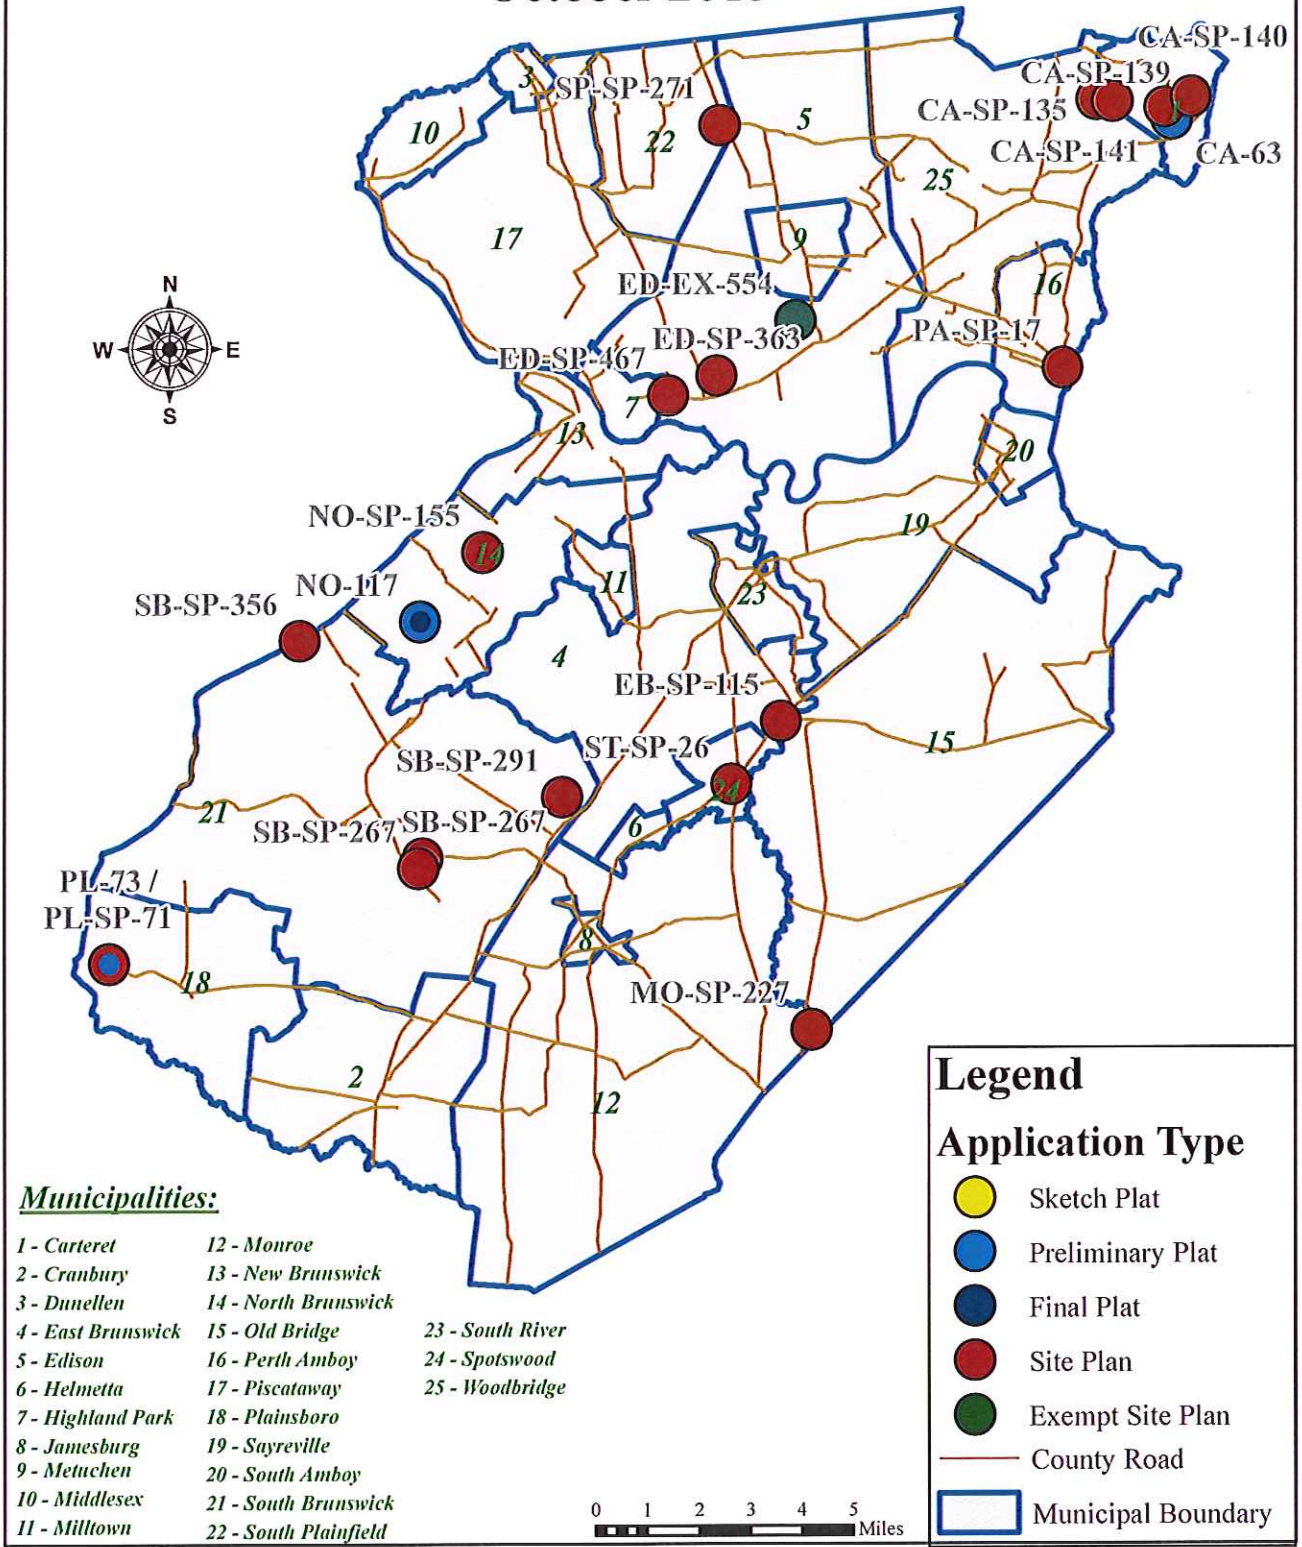 CA-SP-140
CA-SP-139
SP-SP-271
CA-SP-135
3
10
22
5
CA-SP-141
CA-63
1
25
17
9
ED-EX-554
16
N
W E
S
ED-SP-363
PA-SP-17
ED-SP-467
7
13
20
NO-SP-155
14
19
NO-117
11
23
SB-SP-356
4
EB-SP-115
ST-SP-26
15
SB-SP-291
24
21
SB-SP-267
SB-SP-267
6
PL-73 /
PL-SP-71
8
18
MO-SP-227
2
12
Legend
Application Type
Sketch Plat
Preliminary Plat
Final Plat
Site Plan
Exempt Site Plan
County Road
Municipal Boundary
Municipalities:
1 - Carteret
2 - Cranbury
3 - Dunellen
4 - East Brunswick
5 - Edison
6 - Helmetta
7 - Highland Park
8 - Jamesburg
9 - Metuchen
10 - Middlesex
11 - Milltown
12 - Monroe
13 - New Brunswick
14 - North Brunswick
15 - Old Bridge
16 - Perth Amboy
17 - Piscataway
18 - Plainsboro
19 - Sayreville
20 - South Amboy
21 - South Brunswick
22 - South Plainfield
23 - South River
24 - Spotswood
25 - Woodbridge
0 1 2 3 4 5
Miles